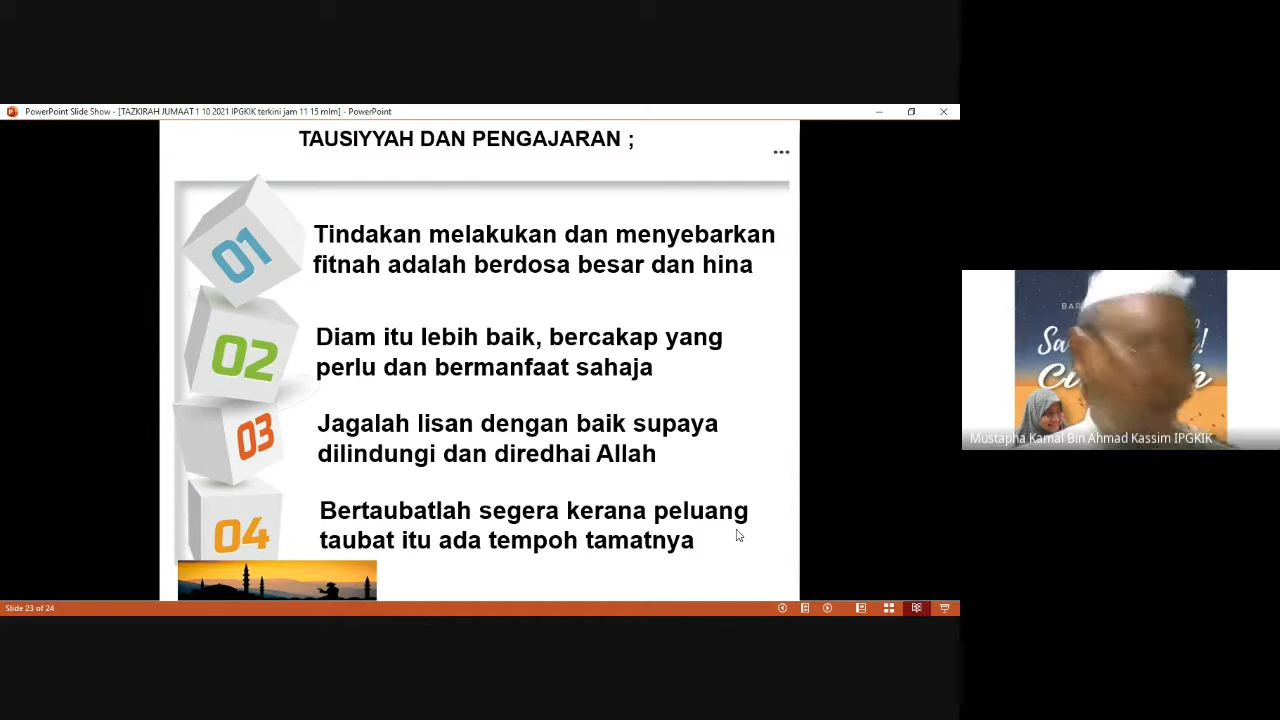 PowerPoint Slide Show - [TAZKIRAH JUMAAT 1 10 2021 IPGKIK terkini jam 11 15 mlm] - PowerPoint
TAUSIYYAH DAN PENGAJARAN ;
01
Tindakan melakukan dan menyebarkan
fitnah adalah berdosa besar dan hina
02
Diam itu lebih baik, bercakap yang
perlu dan bermanfaat sahaja
03
Jagalah lisan dengan baik supaya
dilindungi dan diredhai Allah
04
Bertaubatlah segera kerana peluang
taubat itu ada tempoh tamatnya
Slide 23 of 24
Mustapha Kamal Bin Ahmad Kassim IPGKIK